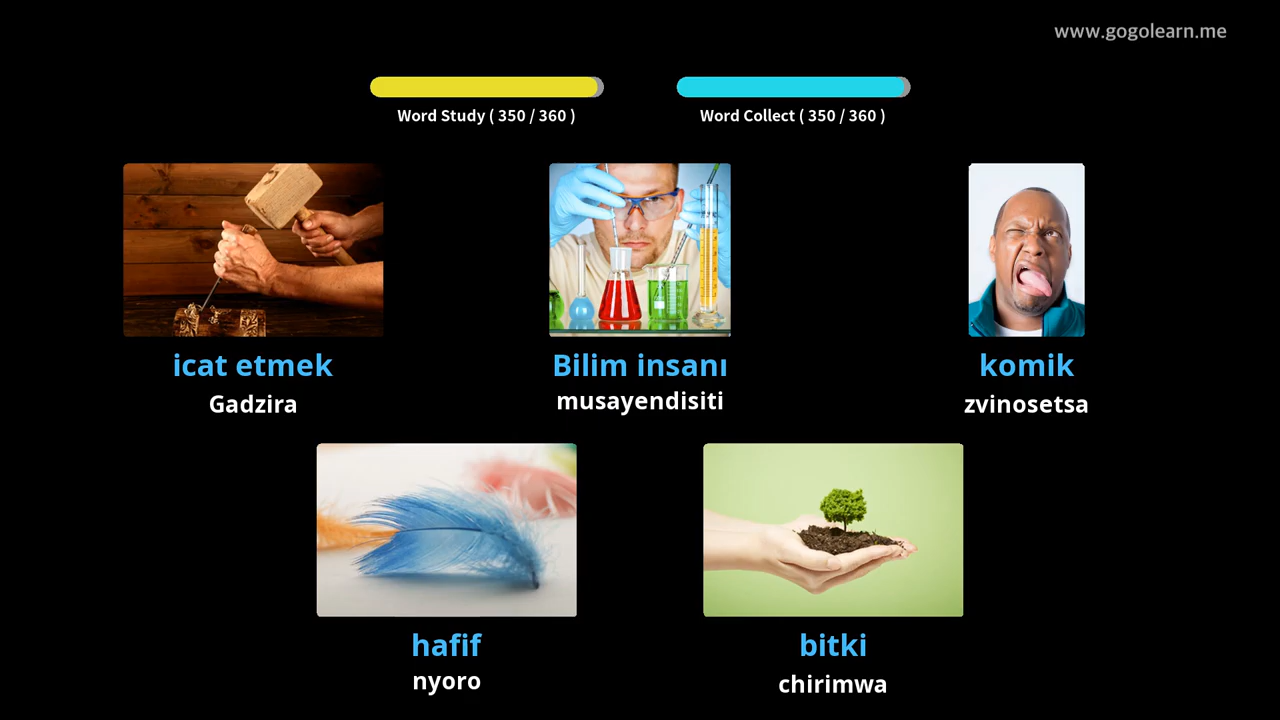 www.gogolearn.me
Word Study ( 350 / 360 )
Word Collect ( 350 / 360 )
icat etmek
Gadzira
Bilim insanı
musayendisiti
komik
zvinosetsa
hafif
nyoro
bitki
chirimwa